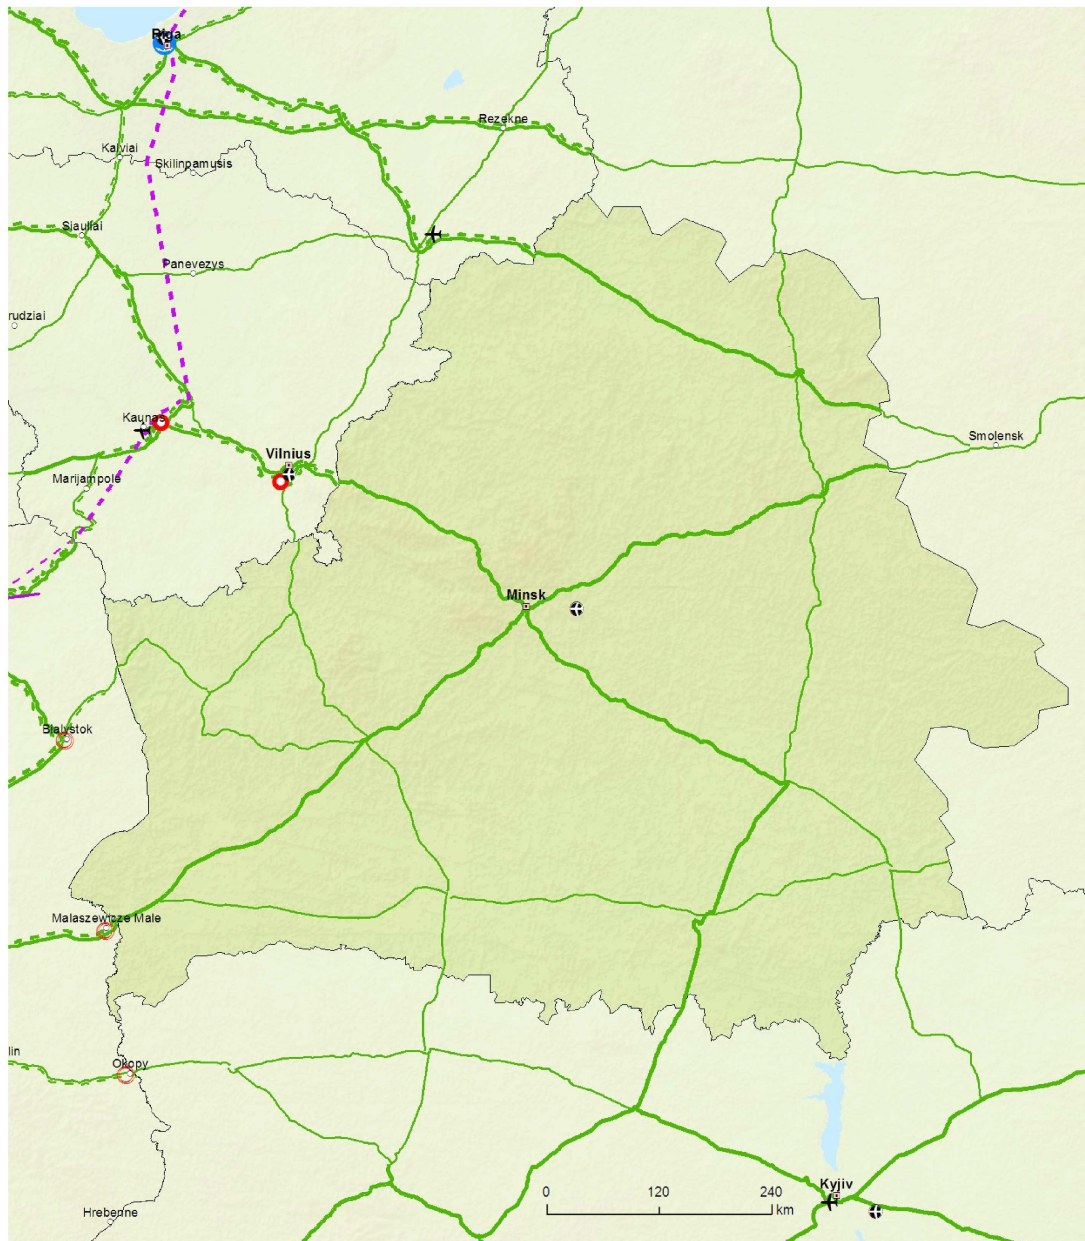 Riga
Rezekne
Kalviai
Skilinpamusis
Siauliai
Panevezys
rudziai
Kaunas
Smolensk
Vilnius
Marijampole
Minsk
Bialystok
Malaszewicze Male
lin
Okopy
Kyjiv
0 120 240
km
Hrebenne